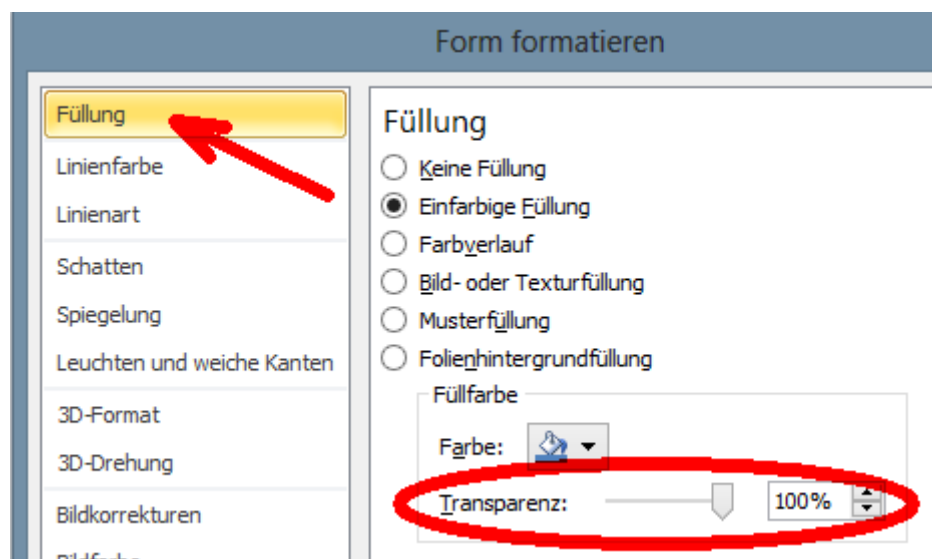 Form formatieren
Füllung
Linienfarbe
Linienart
Schatten
Spiegelung
Leuchten und weiche Kanten
3D-Format
3D-Drehung
Bildkorrekturen
Füllung
Keine Füllung
Einfarbige Füllung
Farbverlauf
Bild- oder Texturfüllung
Musterfüllung
Folienhintergrundfüllung
Füllfarbe
Farbe:
Transparenz: 100%